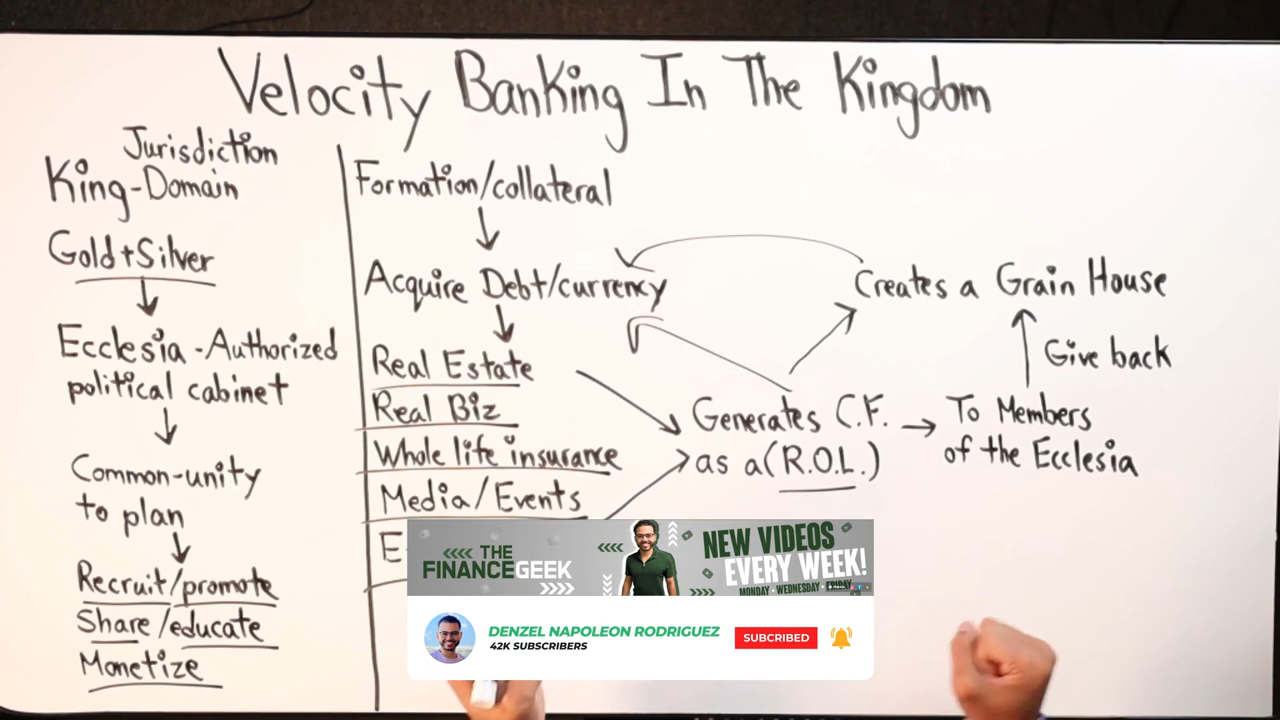 Velocity Banking In The Kingdom
Jurisdiction
King-Domain
Gold+Silver
Ecclesia - Authorized
political cabinet
Common-unity
to plan
Recruit/promote
Share/educate
Monetize
Formation/collateral
Acquire Debt/currency
Real Estate
Real Biz
Whole life insurance
Media/Events
E
Generates C.F.
as a (R.O.L.)
Creates a Grain House
Give back
To Members
of the Ecclesia
THE
FINANCEGEEK
NEW VIDEOS
EVERY WEEK!
MONDAY • WEDNESDAY • FRIDAY
DENZEL NAPOLEON RODRIGUEZ
42K SUBSCRIBERS
SUBCRIBED